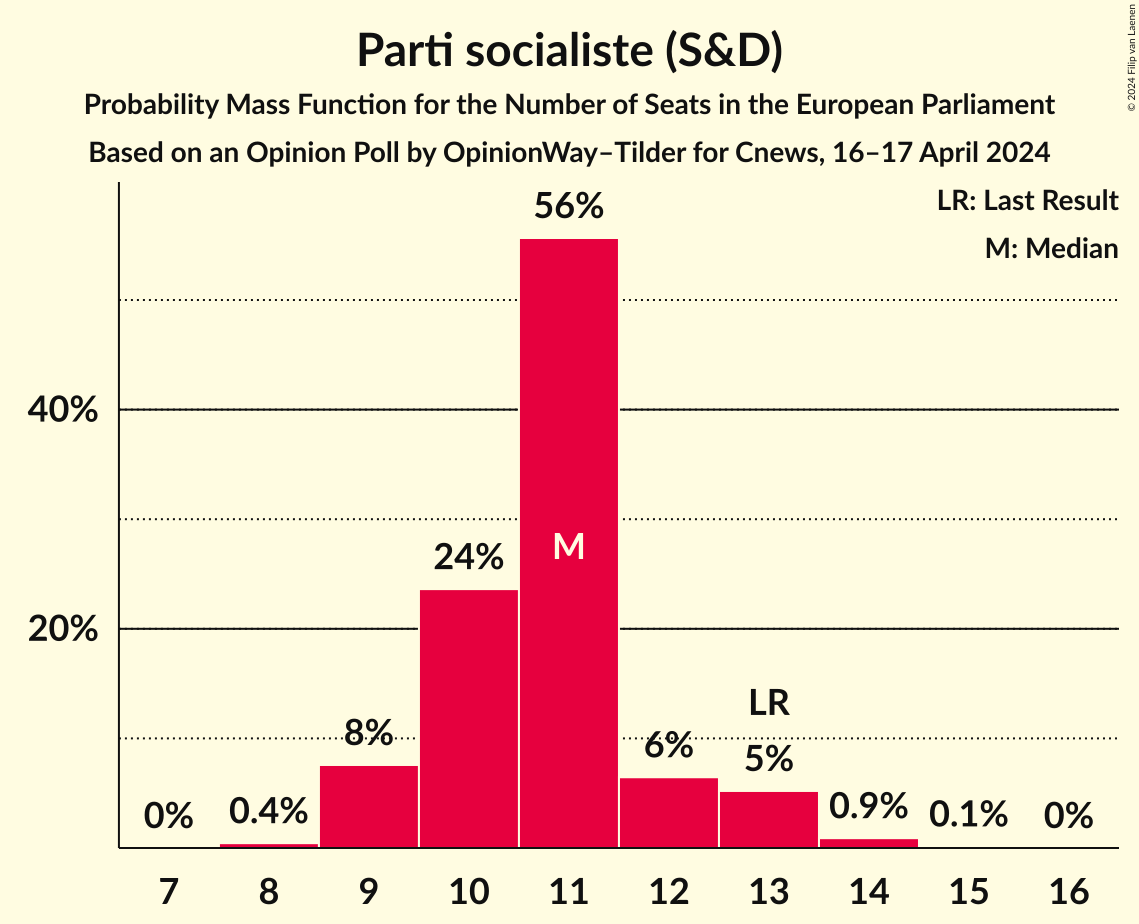 © 2024 Filip van Laenen
Parti socialiste (S&D)
Probability Mass Function for the Number of Seats in the European Parliament
Based on an Opinion Poll by OpinionWay–Tilder for Cnews, 16–17 April 2024
LR: Last Result
M: Median
56%
40%
24%
M
20%
LR
8%
6%
5%
0%
0.4%
0.9%
0.1%
0%
7 8 9 10 11 12 13 14 15 16